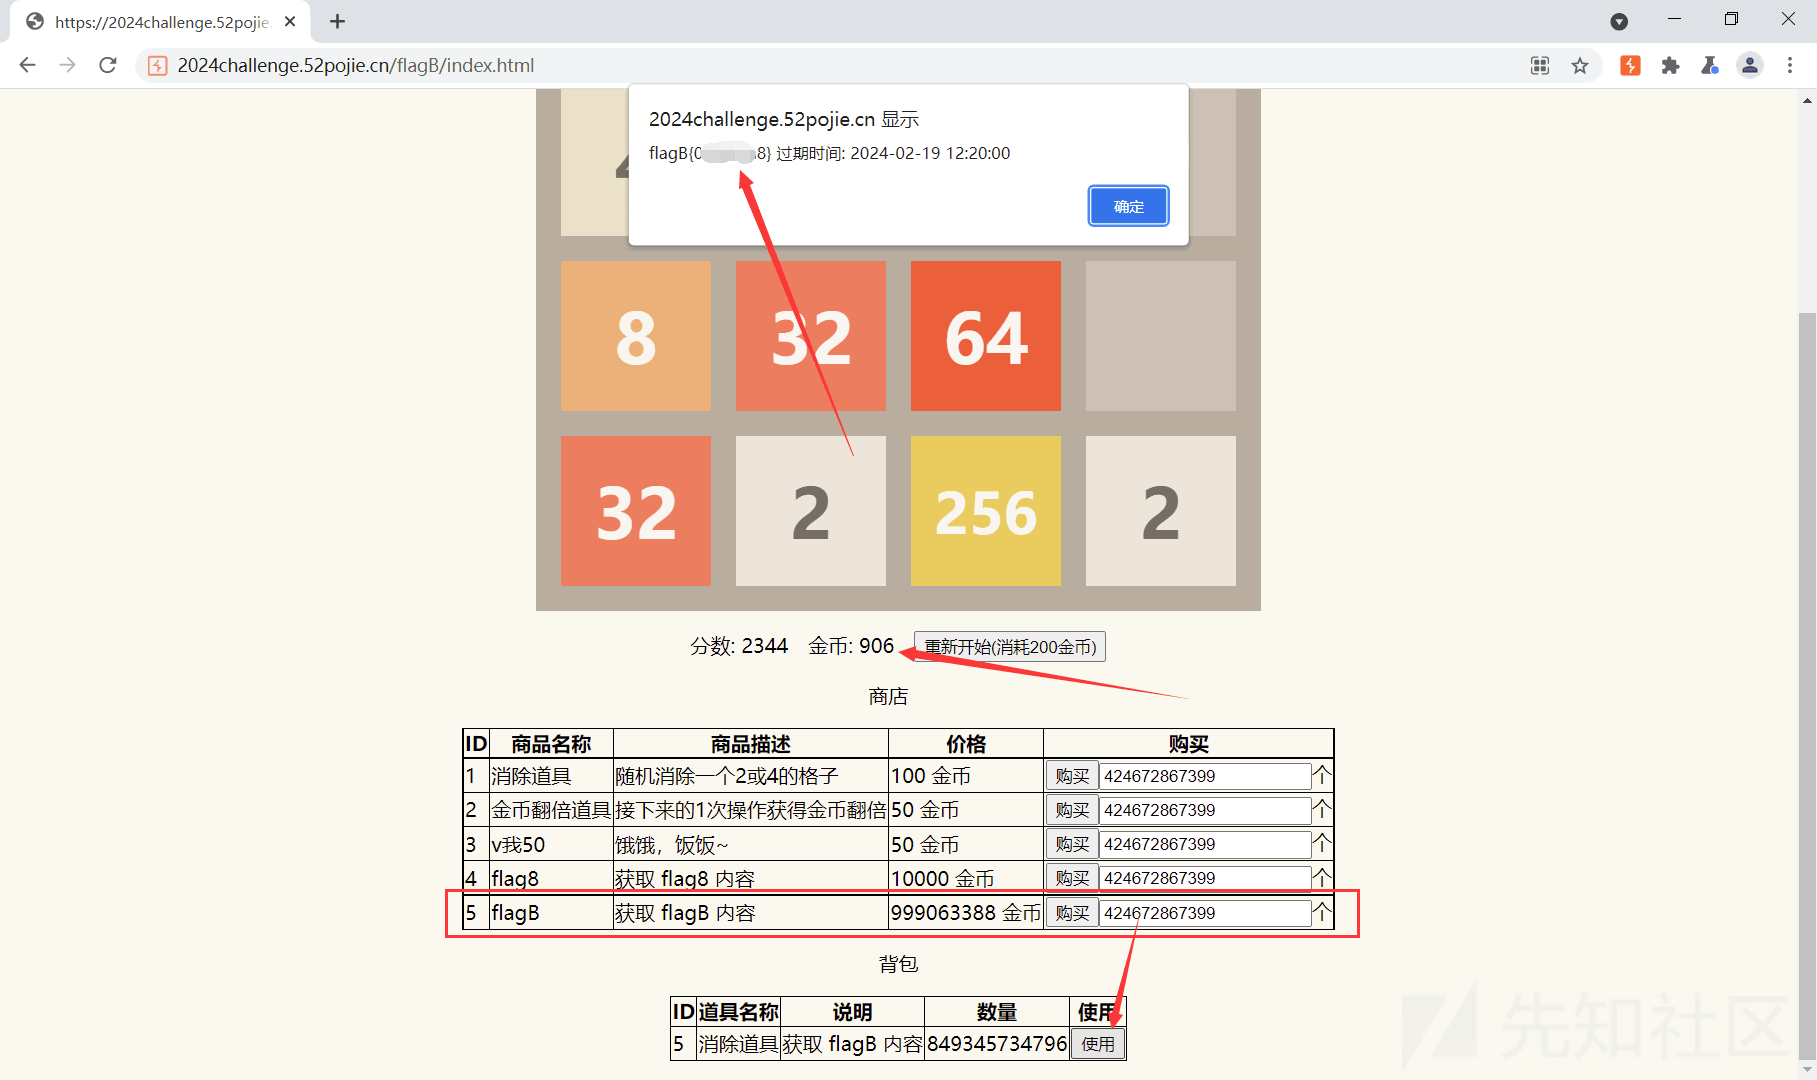 https://2024challenge.52pojie.
2024challenge.52pojie.cn/flagB/index.html
2024challenge.52pojie.cn 显示
flagB{0 8} 过期时间: 2024-02-19 12:20:00
确定
8 32 64
32 2 256 2
分数: 2344 金币: 906 重新开始(消耗200金币)
商店
ID 商品名称 商品描述 价格 购买
1 消除道具 随机消除一个2或4的格子 100 金币 购买 424672867399 个
2 金币翻倍道具 接下来的1次操作获得金币翻倍 50 金币 购买 424672867399 个
3 v我50 饿饿，饭饭~ 50 金币 购买 424672867399 个
4 flag8 获取 flag8 内容 10000 金币 购买 424672867399 个
5 flagB 获取 flagB 内容 999063388 金币 购买 424672867399 个
背包
ID 道具名称 说明 数量 使用
5 消除道具 获取 flagB 内容 849345734796 使用
先知社区